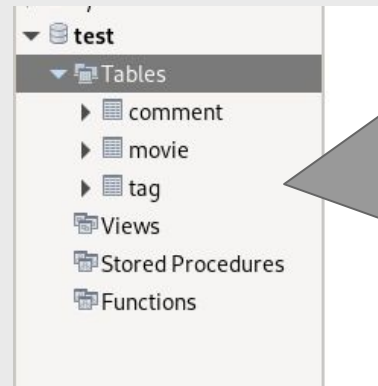 test
Tables
comment
movie
tag
Views
Stored Procedures
Functions